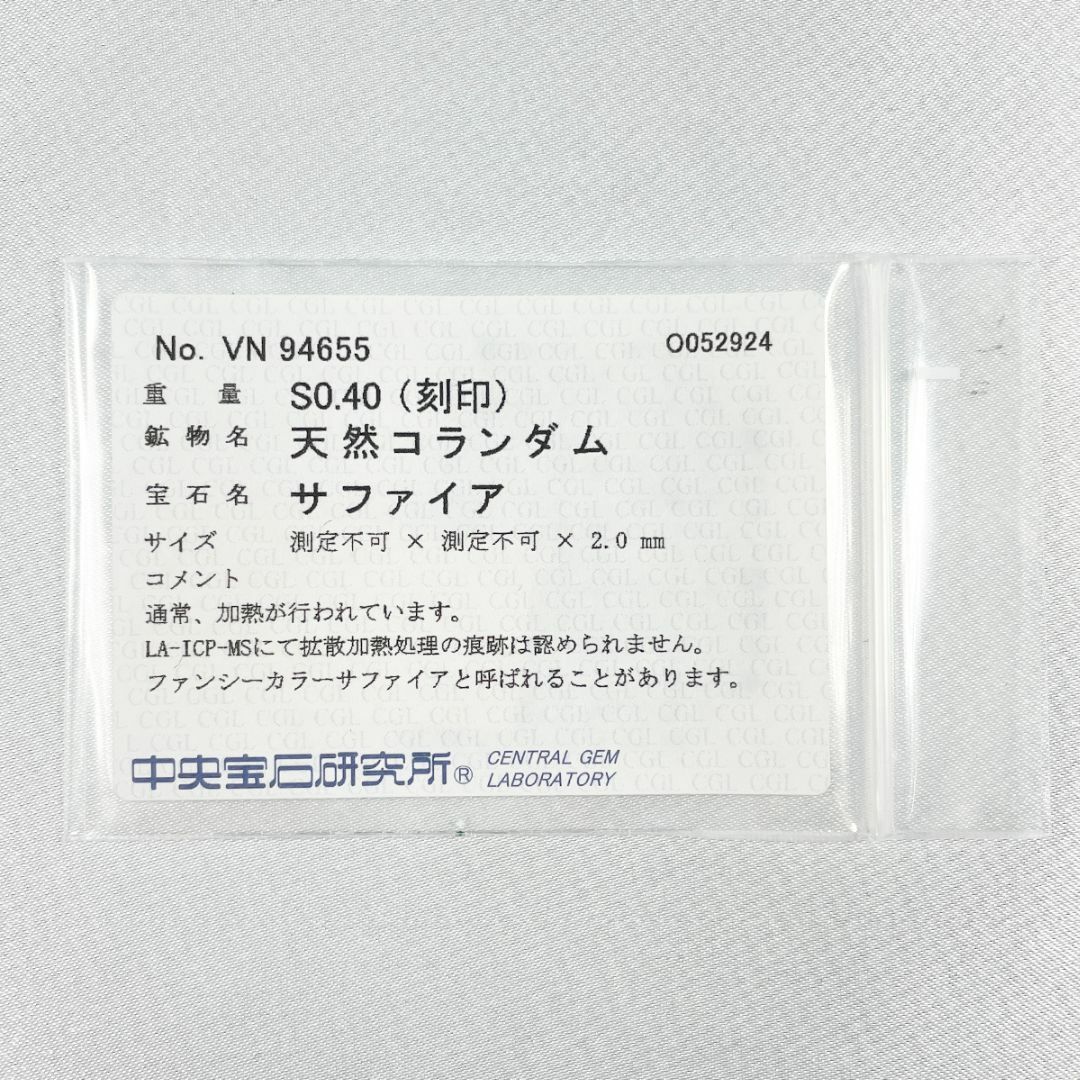 No. VN 94655 O052924
重 量 S0.40（刻印）
鉱物名 天然コランダム
宝石名 サファイア
サイズ 測定不可 × 測定不可 × 2.0 mm
コメント
通常、加熱が行われています。
LA-ICP-MSにて拡散加熱処理の痕跡は認められません。
ファンシーカラーサファイアと呼ばれることがあります。
中央宝石研究所® CENTRAL GEM
LABORATORY